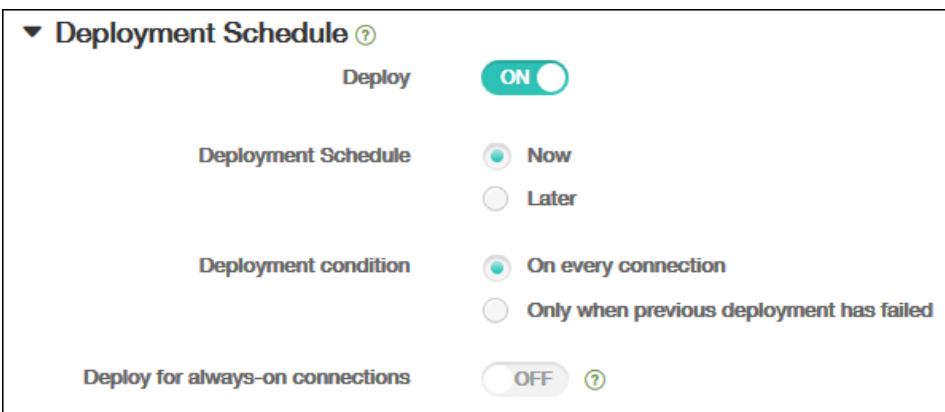 Deployment Schedule ?
Deploy ON
Deployment Schedule Now
Later
Deployment condition On every connection
Only when previous deployment has failed
Deploy for always-on connections OFF ?